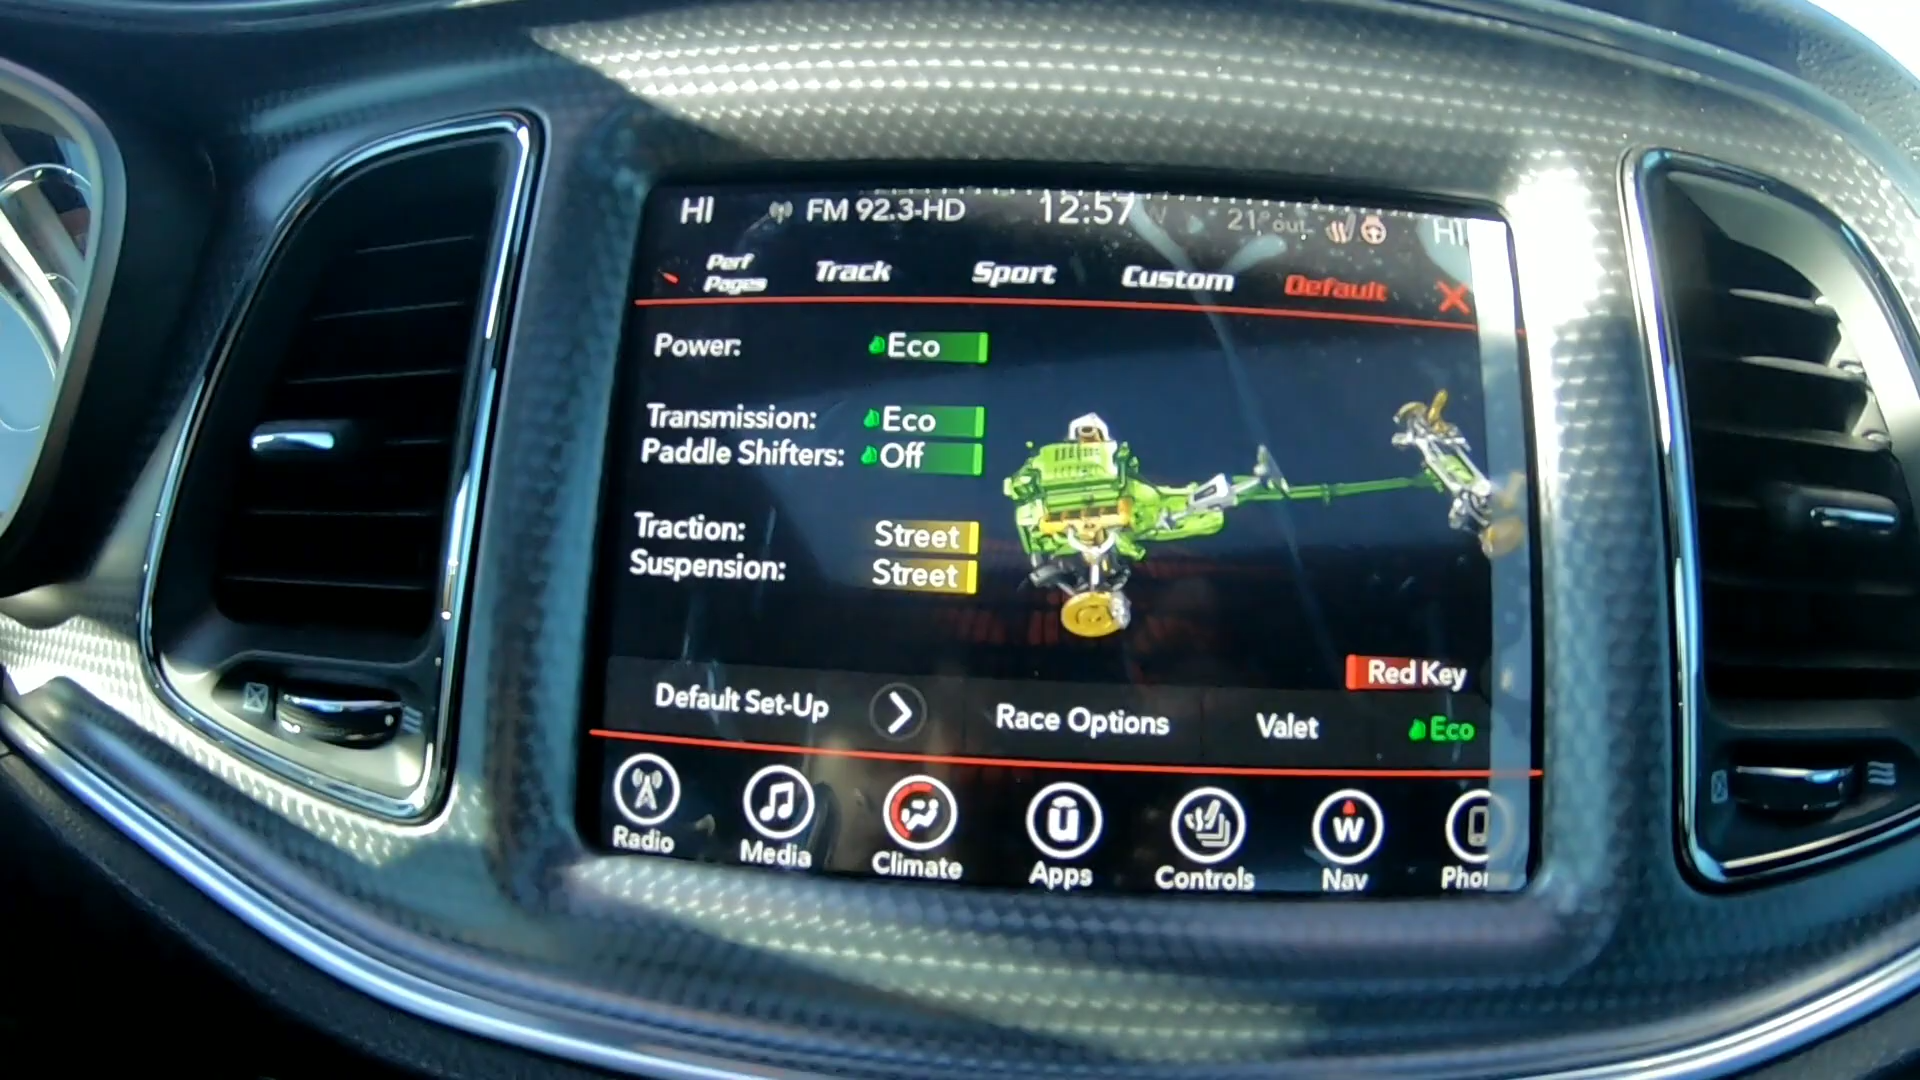 HI FM 92.3-HD 12:57 21° out HI
Perf Pages Track Sport Custom Default X
Power: Eco
Transmission: Eco
Paddle Shifters: Off
Traction: Street
Suspension: Street
Red Key
Default Set-Up Race Options Valet Eco
Radio Media Climate Apps Controls W Nav